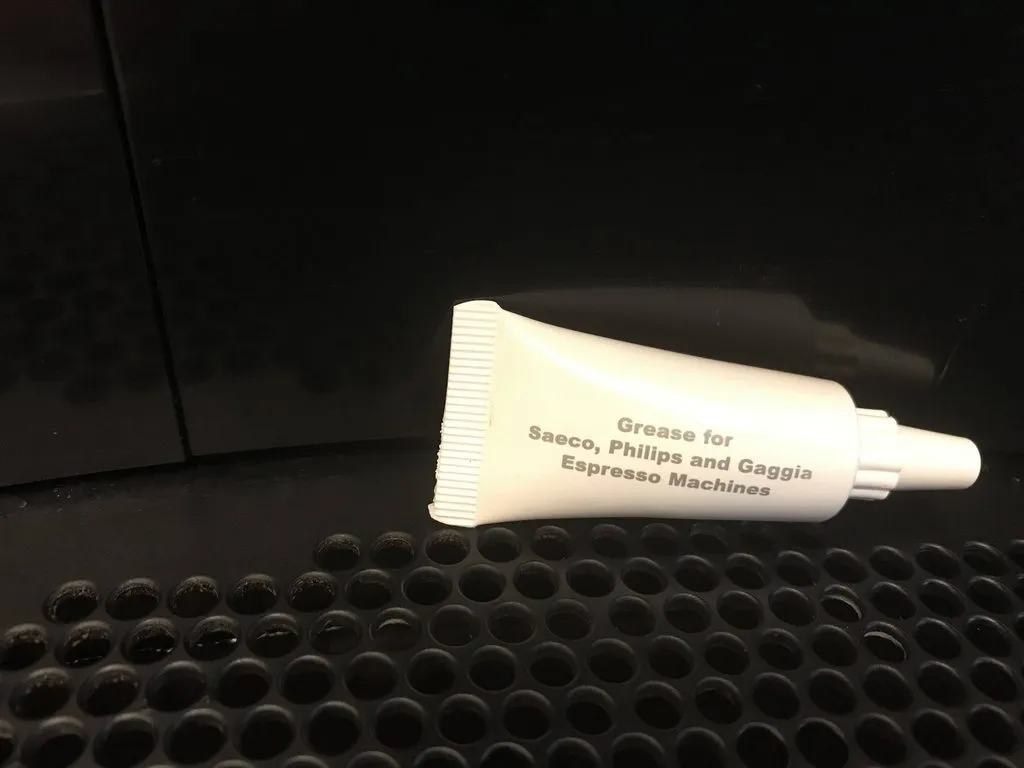 Grease for
Saeco, Philips and Gaggia
Espresso Machines